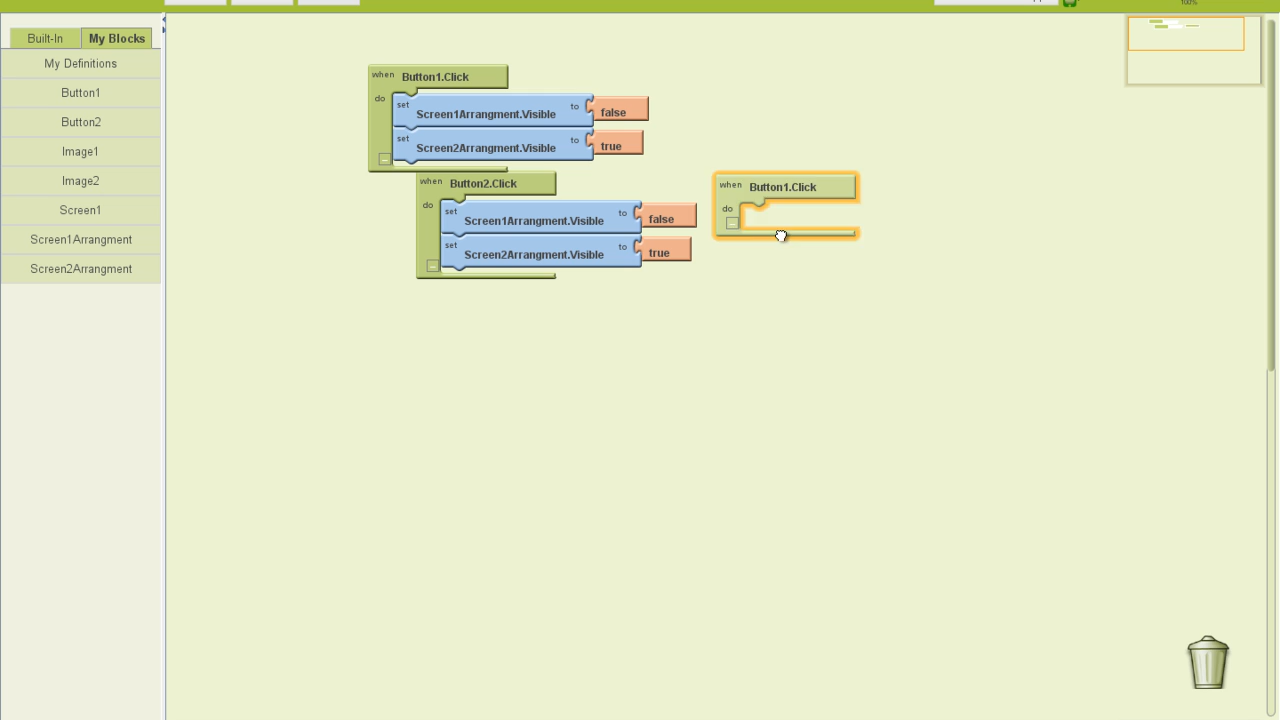 100%
Built-In My Blocks
My Definitions
Button1
Button2
Image1
Image2
Screen1
Screen1Arrangment
Screen2Arrangment
when Button1.Click
do set Screen1Arrangment.Visible to false
set Screen2Arrangment.Visible to true
when Button2.Click
do set Screen1Arrangment.Visible to false
set Screen2Arrangment.Visible to true
when Button1.Click
do